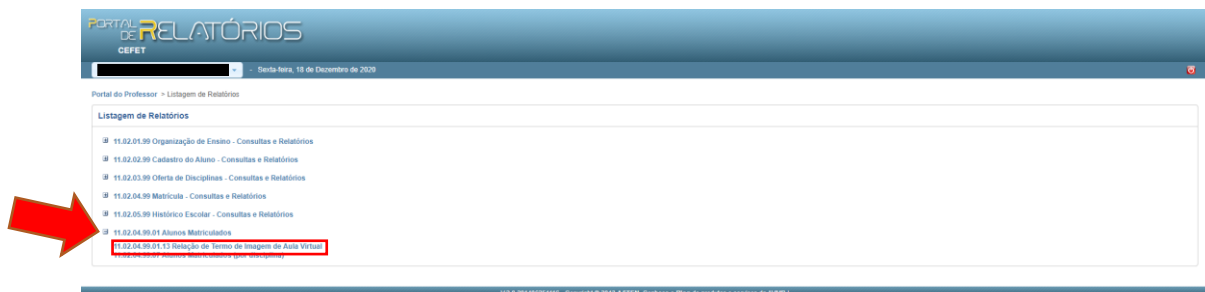 PORTAL
DE RELATÓRIOS
CEFET
- Sexta-feira, 18 de Dezembro de 2020
Portal do Professor > Listagem de Relatórios
Listagem de Relatórios
11.02.01.99 Organização de Ensino - Consultas e Relatórios
11.02.02.99 Cadastro do Aluno - Consultas e Relatórios
11.02.03.99 Oferta de Disciplinas - Consultas e Relatórios
11.02.04.99 Matrícula - Consultas e Relatórios
11.02.05.99 Histórico Escolar - Consultas e Relatórios
11.02.04.99.01 Alunos Matriculados
11.02.04.99.01.13 Relação de Termo de Imagem de Aula Virtual
Alunos Matriculados (por disciplina)